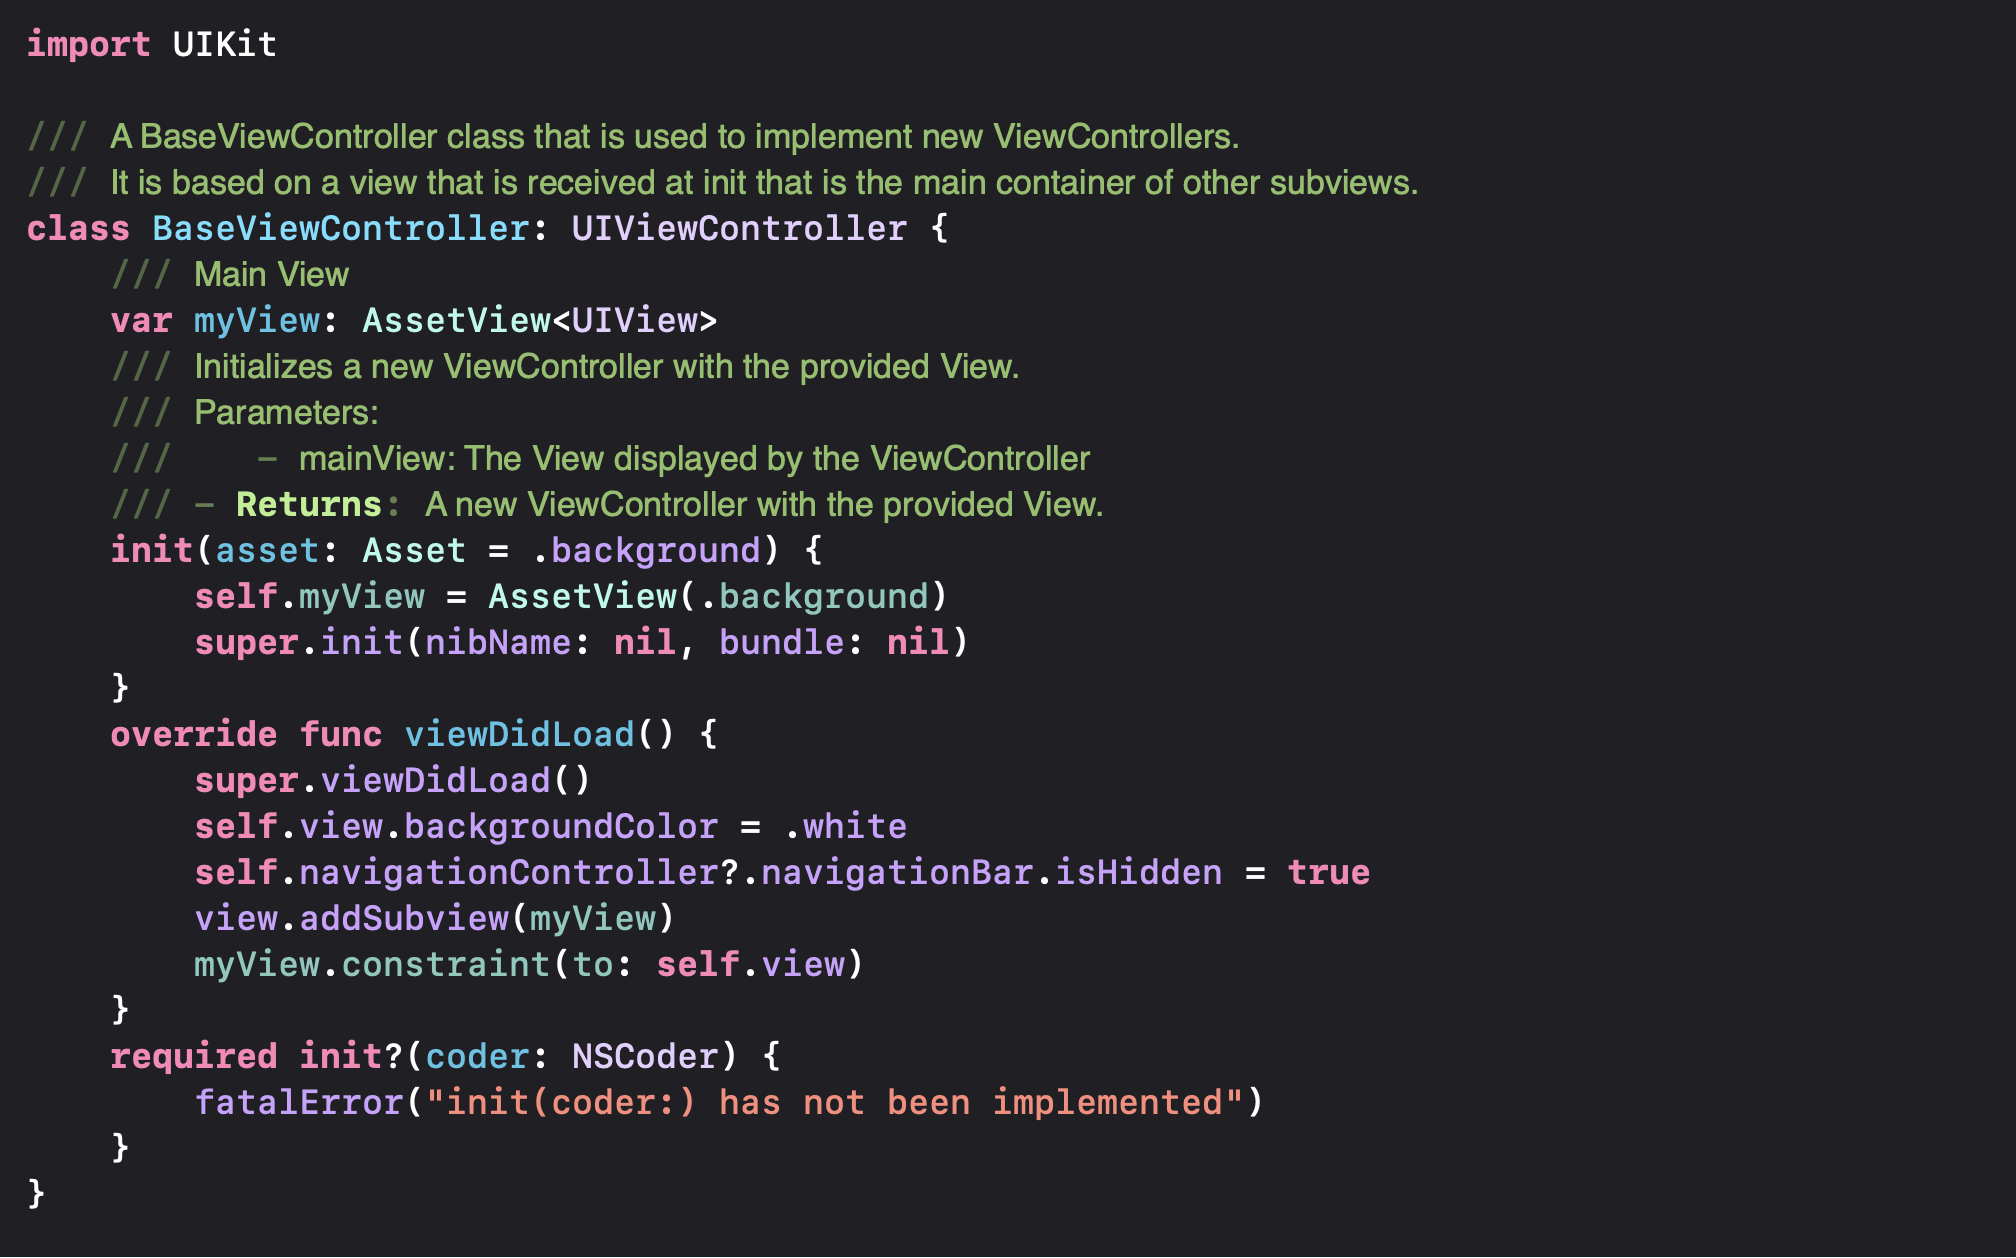 import UIKit
/// A BaseViewController class that is used to implement new ViewControllers.
/// It is based on a view that is received at init that is the main container of other subviews.
class BaseViewController: UIViewController {
    /// Main View
    var myView: AssetView<UIView>
    /// Initializes a new ViewController with the provided View.
    /// Parameters:
    ///    - mainView: The View displayed by the ViewController
    /// - Returns: A new ViewController with the provided View.
    init(asset: Asset = .background) {
        self.myView = AssetView(.background)
        super.init(nibName: nil, bundle: nil)
    }
    override func viewDidLoad() {
        super.viewDidLoad()
        self.view.backgroundColor = .white
        self.navigationController?.navigationBar.isHidden = true
        view.addSubview(myView)
        myView.constraint(to: self.view)
    }
    required init?(coder: NSCoder) {
        fatalError("init(coder:) has not been implemented")
    }
}